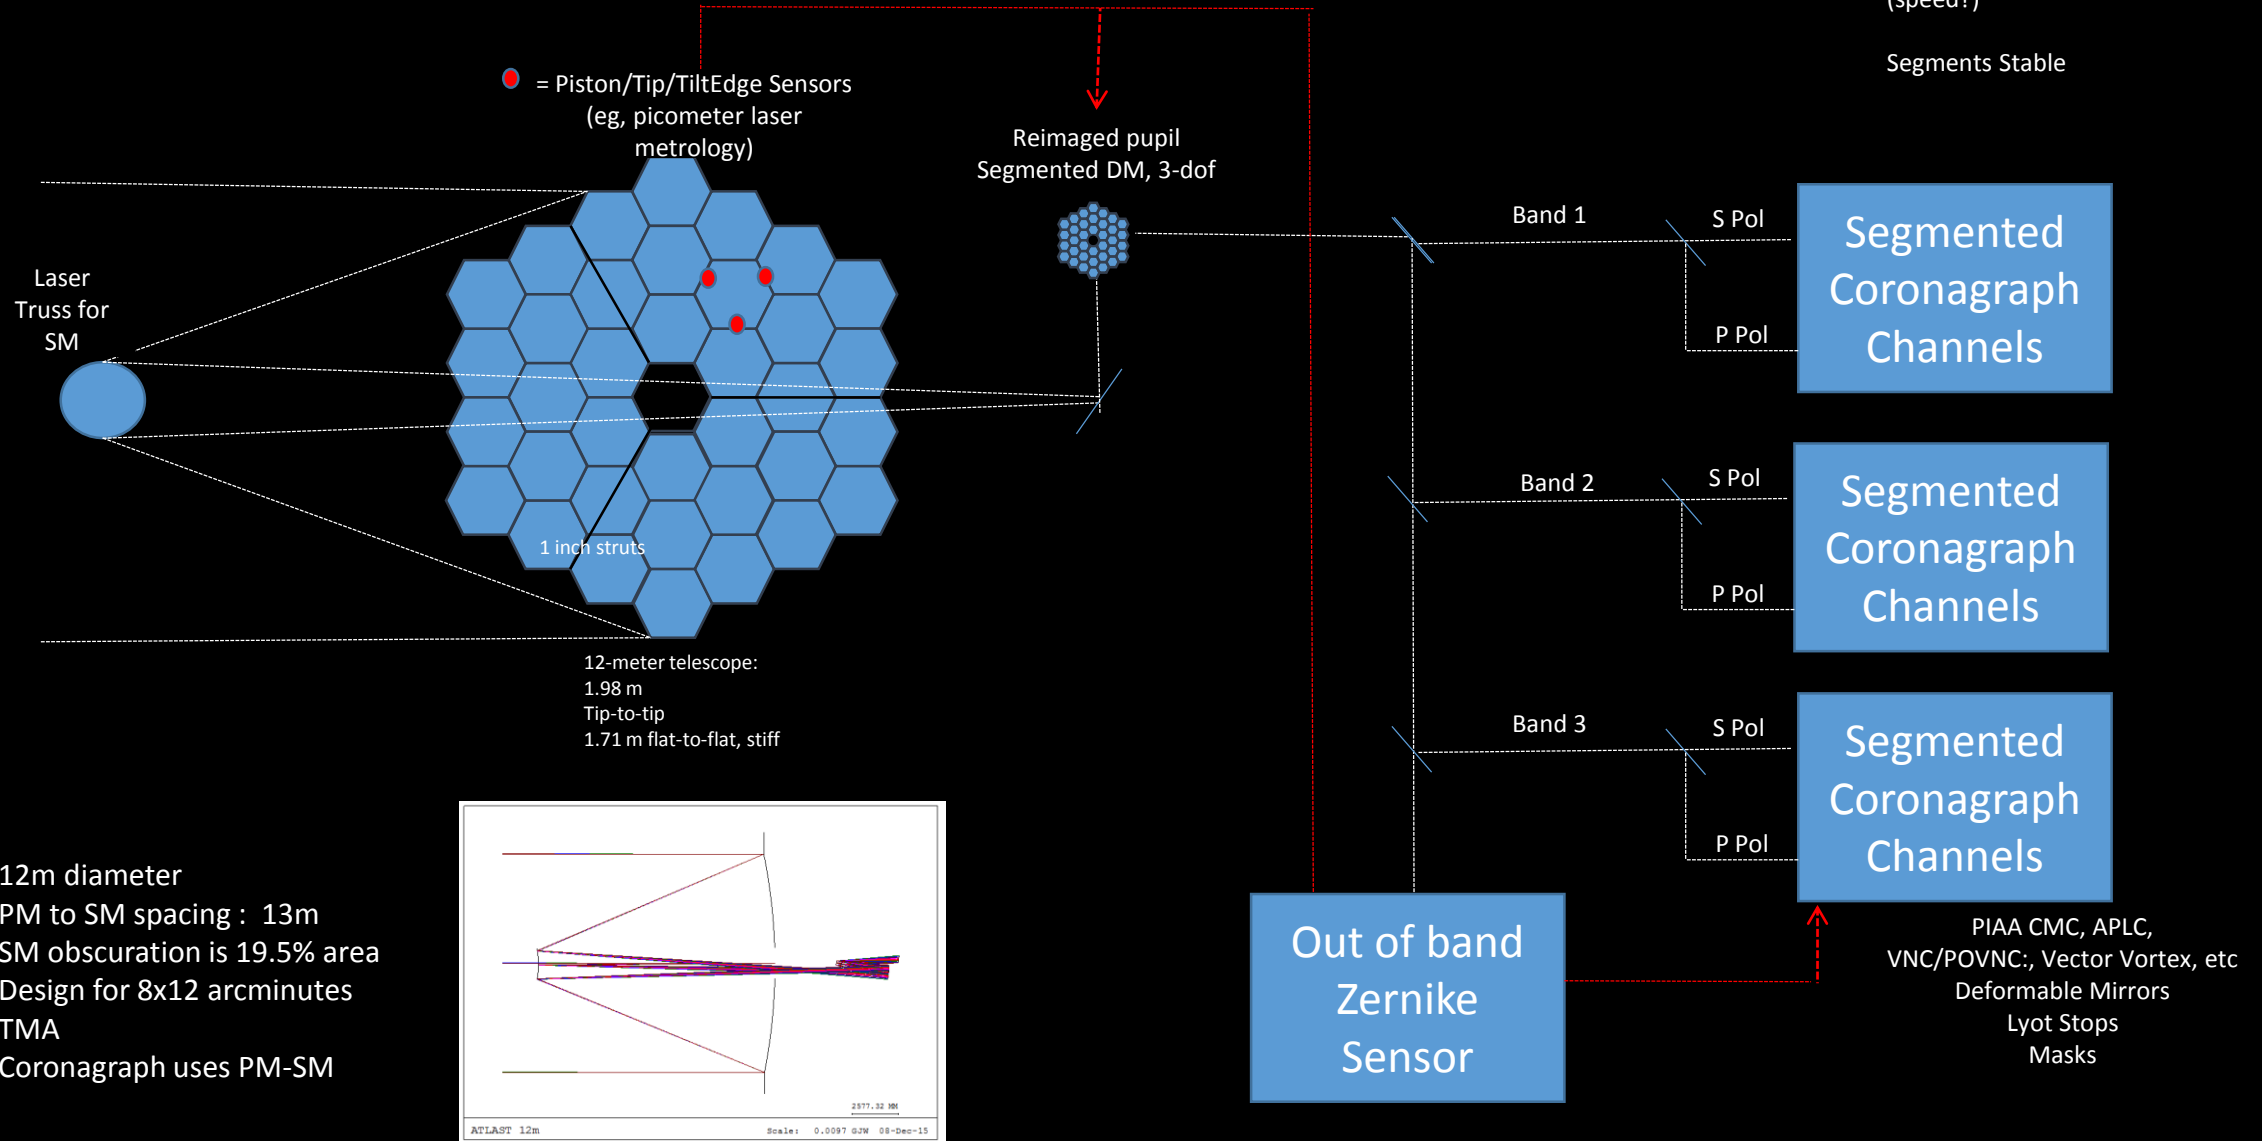 (speed?)
Segments Stable
= Piston/Tip/TiltEdge Sensors
(eg, picometer laser
metrology)
Reimaged pupil
Segmented DM, 3-dof
Laser
Truss for
SM
1 inch struts
12-meter telescope:
1.98 m
Tip-to-tip
1.71 m flat-to-flat, stiff
Band 1
S Pol
P Pol
Segmented
Coronagraph
Channels
Band 2
S Pol
P Pol
Segmented
Coronagraph
Channels
Band 3
S Pol
P Pol
Segmented
Coronagraph
Channels
12m diameter
PM to SM spacing : 13m
SM obscuration is 19.5% area
Design for 8x12 arcminutes
TMA
Coronagraph uses PM-SM
2577.32 MM
ATLAST 12m
Scale: 0.0097 GJW 08-Dec-15
Out of band
Zernike
Sensor
PIAA CMC, APLC,
VNC/POVNC:, Vector Vortex, etc
Deformable Mirrors
Lyot Stops
Masks